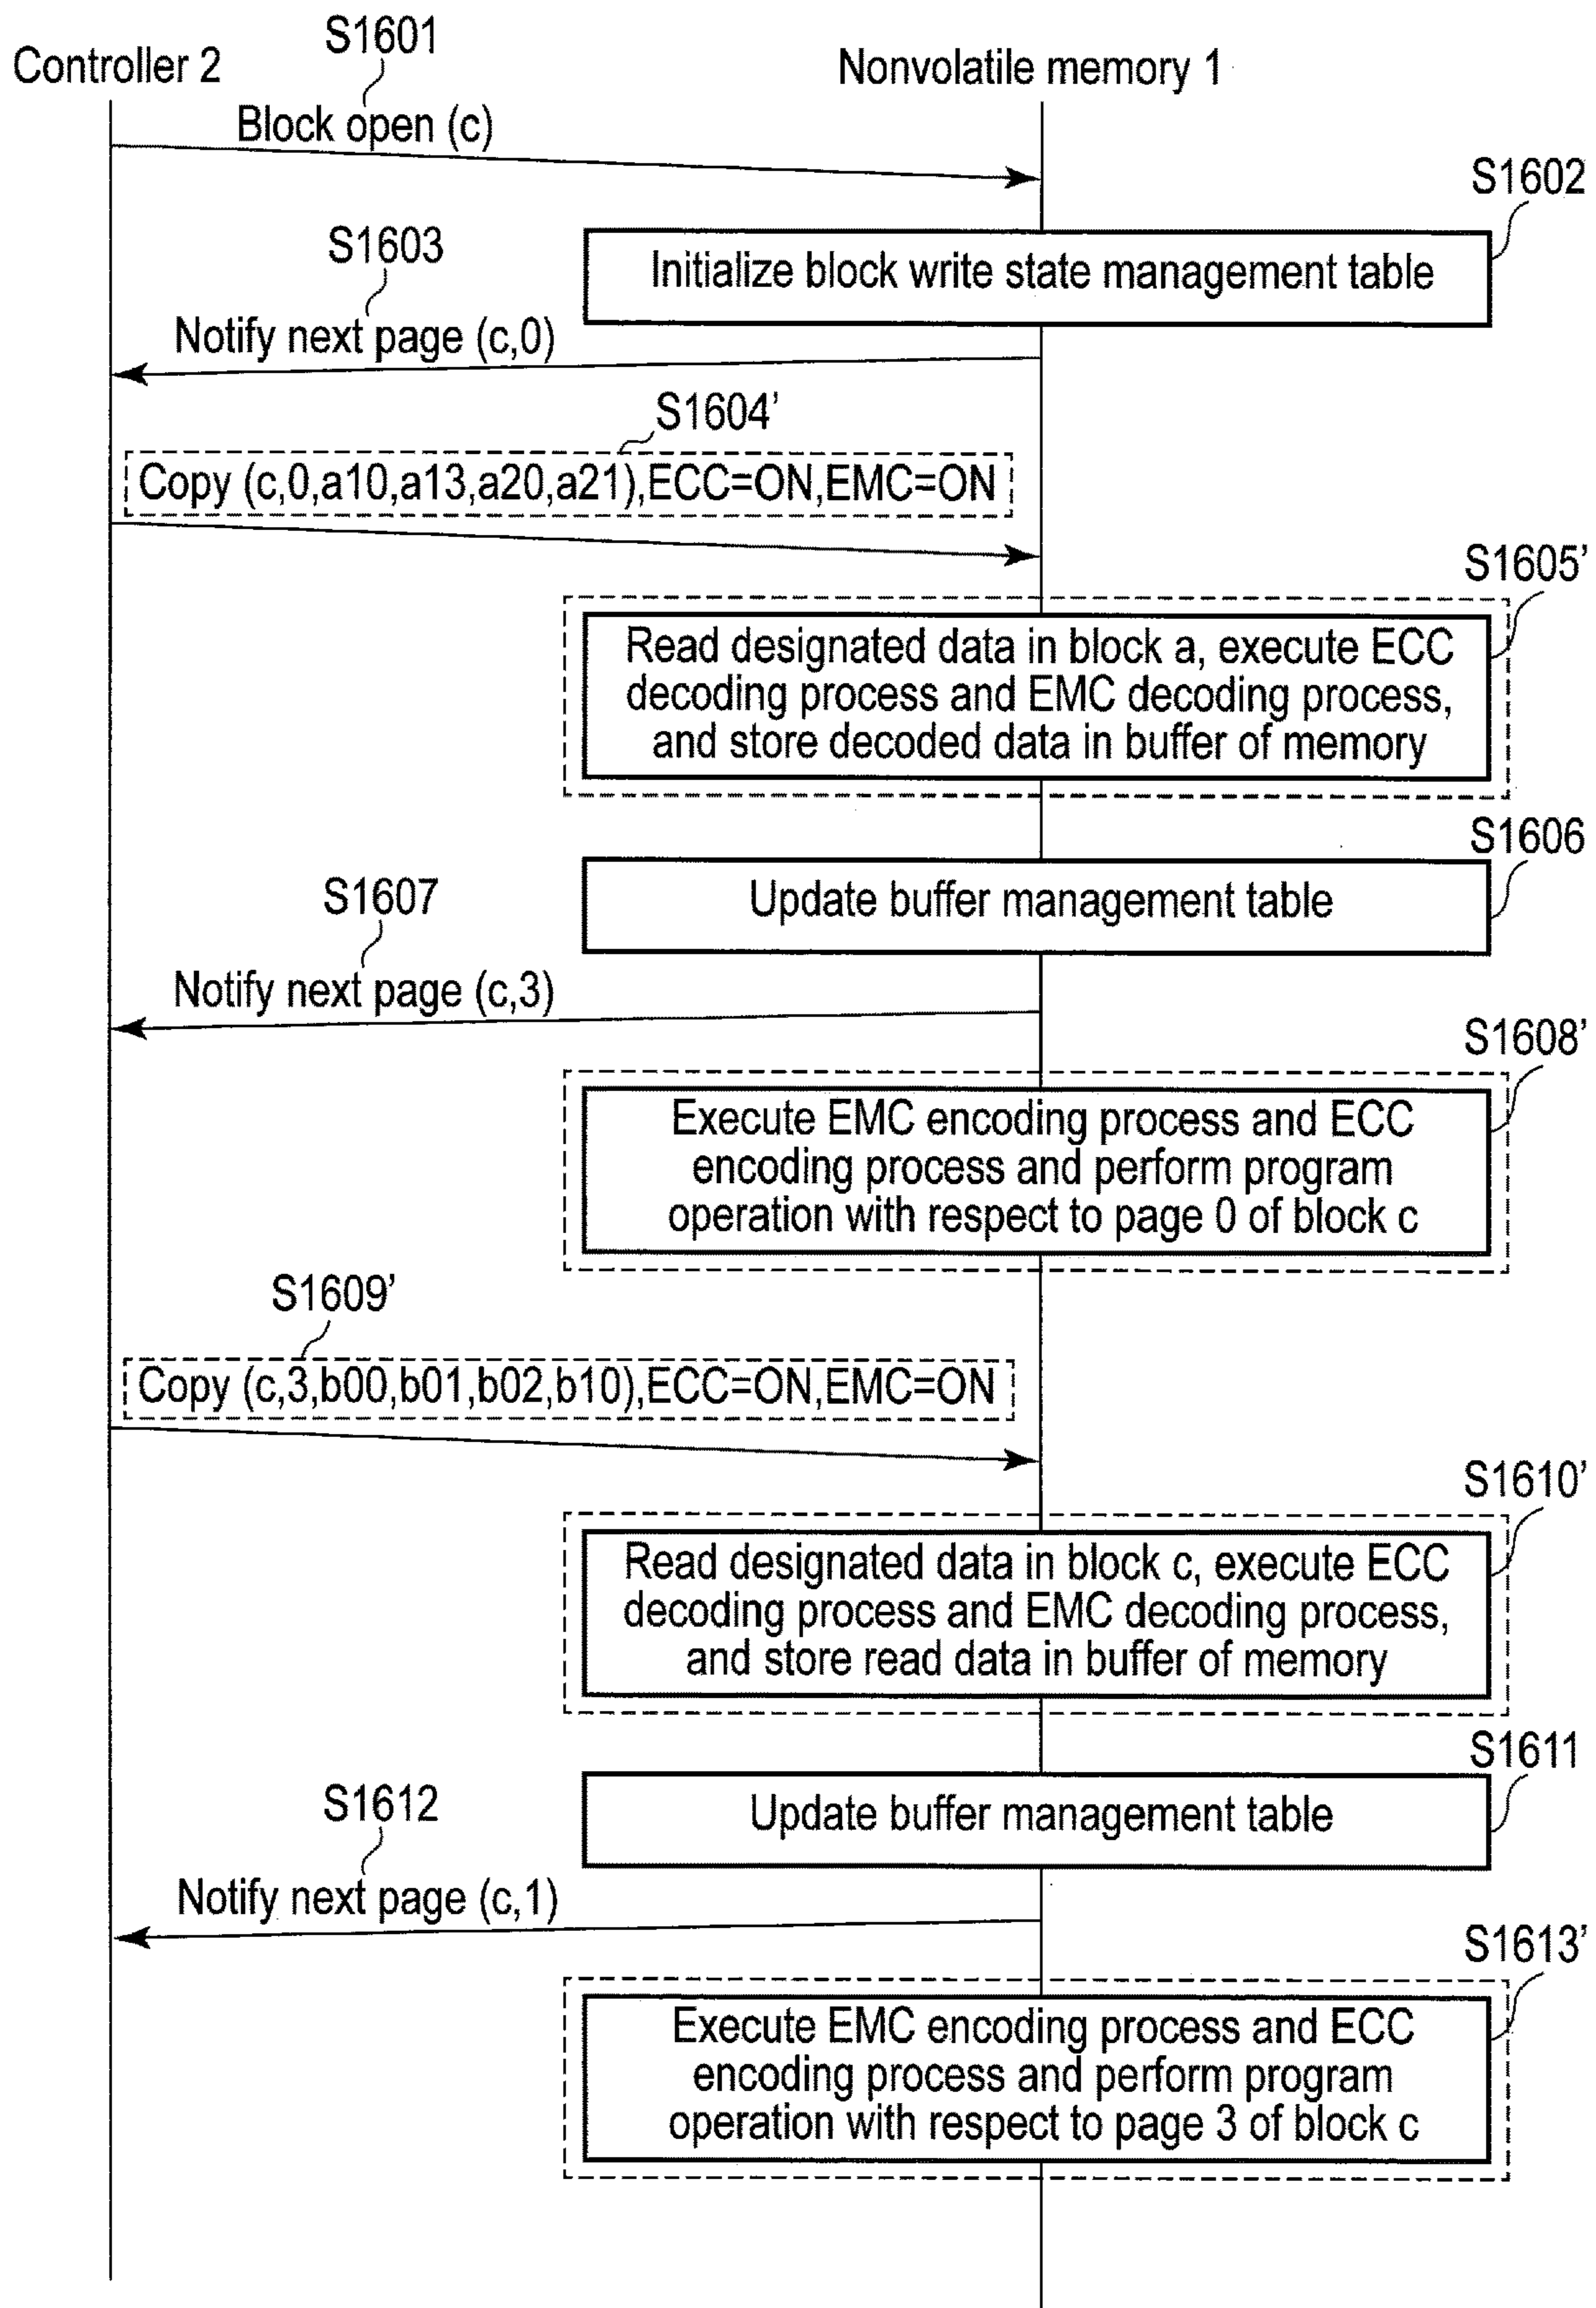 S1601
Controller 2
Nonvolatile memory 1
Block open (c)
S1602
Initialize block write state management table
S1603
Notify next page (c,0)
S1604’
Copy (c,0,a10,a13,a20,a21),ECC=ON,EMC=ON
S1605’
Read designated data in block a, execute ECC
decoding process and EMC decoding process,
and store decoded data in buffer of memory
S1606
Update buffer management table
S1607
Notify next page (c,3)
S1608’
Execute EMC encoding process and ECC
encoding process and perform program
operation with respect to page 0 of block c
S1609’
Copy (c,3,b00,b01,b02,b10),ECC=ON,EMC=ON
S1610’
Read designated data in block c, execute ECC
decoding process and EMC decoding process,
and store read data in buffer of memory
S1611
Update buffer management table
S1612
Notify next page (c,1)
S1613’
Execute EMC encoding process and ECC
encoding process and perform program
operation with respect to page 3 of block c